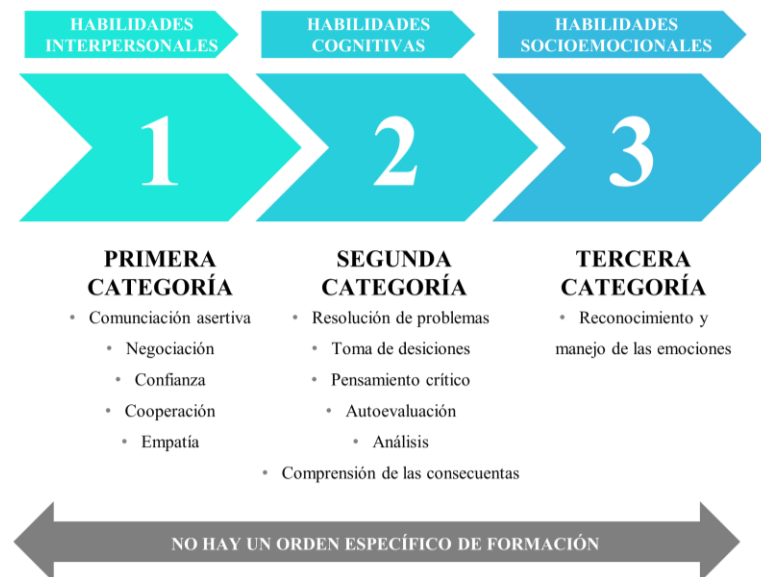 HABILIDADES
INTERPERSONALES
HABILIDADES
COGNITIVAS
HABILIDADES
SOCIOEMOCIONALES
1
2
3
PRIMERA
CATEGORÍA
• Comunciación asertiva
• Negociación
• Confianza
• Cooperación
• Empatía
SEGUNDA
CATEGORÍA
• Resolución de problemas
• Toma de desiciones
• Pensamiento crítico
• Autoevaluación
• Análisis
• Comprensión de las consecuentas
TERCERA
CATEGORÍA
• Reconocimiento y
manejo de las emociones
NO HAY UN ORDEN ESPECÍFICO DE FORMACIÓN